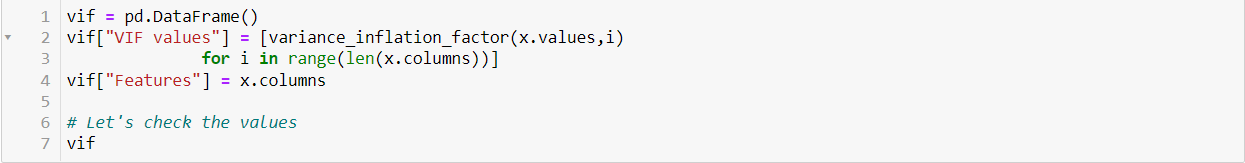 1 vif = pd.DataFrame()
2 vif["VIF values"] = [variance_inflation_factor(x.values,i)
3               for i in range(len(x.columns))]
4 vif["Features"] = x.columns
5
6 # Let's check the values
7 vif